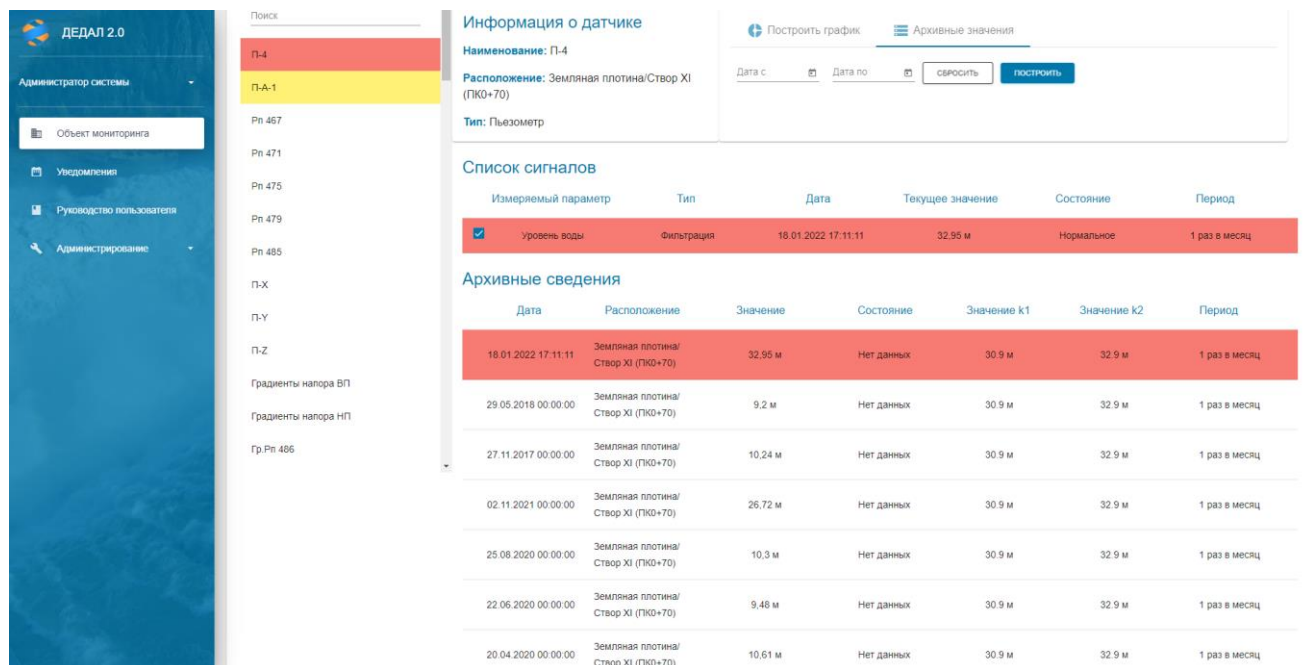 ДЕДАЛ 2.0
Администратор системы
Объект мониторинга
Уведомления
Руководство пользователя
Администрирование
Поиск
П-4
П-А-1
Рп 467
Рп 471
Рп 475
Рп 479
Рп 485
П-X
П-Y
П-Z
Градиенты напора ВП
Градиенты напора НП
Гр.Рп 486
Информация о датчике
Наименование: П-4
Расположение: Земляная плотина/Створ XI
(ПК0+70)
Тип: Пьезометр
Построить график Архивные значения
Дата с Дата по СБРОСИТЬ ПОСТРОИТЬ
Список сигналов
Измеряемый параметр Тип Дата Текущее значение Состояние Период
Уровень воды Фильтрация 18.01.2022 17:11:11 32,95 м Нормальное 1 раз в месяц
Архивные сведения
Дата Расположение Значение Состояние Значение k1 Значение k2 Период
Земляная плотина/
18.01.2022 17:11:11 32,95 м Нет данных 30.9 м 32.9 м 1 раз в месяц
Створ XI (ПК0+70)
Земляная плотина/
29.05.2018 00:00:00 9,2 м Нет данных 30.9 м 32.9 м 1 раз в месяц
Створ XI (ПК0+70)
Земляная плотина/
27.11.2017 00:00:00 10,24 м Нет данных 30.9 м 32.9 м 1 раз в месяц
Створ XI (ПК0+70)
Земляная плотина/
02.11.2021 00:00:00 26,72 м Нет данных 30.9 м 32.9 м 1 раз в месяц
Створ XI (ПК0+70)
Земляная плотина/
25.08.2020 00:00:00 10,3 м Нет данных 30.9 м 32.9 м 1 раз в месяц
Створ XI (ПК0+70)
Земляная плотина/
22.06.2020 00:00:00 9,48 м Нет данных 30.9 м 32.9 м 1 раз в месяц
Створ XI (ПК0+70)
Земляная плотина/
20.04.2020 00:00:00 10,61 м Нет данных 30.9 м 32.9 м 1 раз в месяц
Створ XI (ПК0+70)